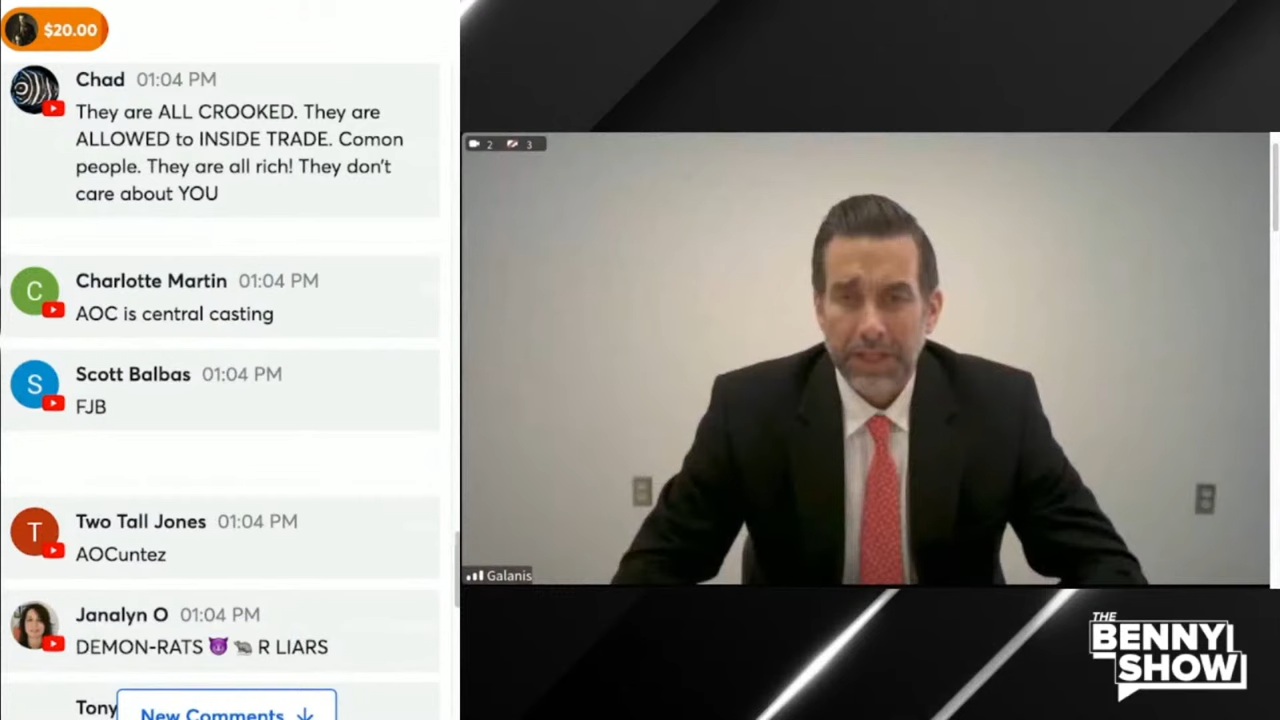 $20.00
Chad 01:04 PM
They are ALL CROOKED. They are
ALLOWED to INSIDE TRADE. Comon
people. They are all rich! They don't
care about YOU
C
Charlotte Martin 01:04 PM
AOC is central casting
S
Scott Balbas 01:04 PM
FJB
T
Two Tall Jones 01:04 PM
AOCuntez
Janalyn O 01:04 PM
DEMON-RATS 😈 🐀 R LIARS
Tony
New Comments ↓
2 3
Galanis
THE
BENNY
SHOW